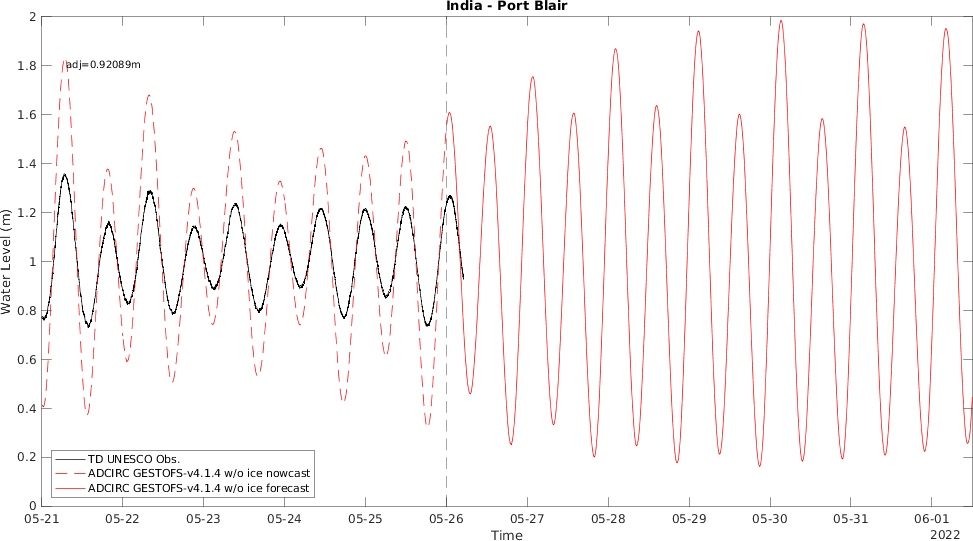 India - Port Blair
adj=0.92089m
Water Level (m)
2
1.8
1.6
1.4
1.2
1
0.8
0.6
0.4
0.2
0
TD UNESCO Obs.
ADCIRC GESTOFS-v4.1.4 w/o ice nowcast
ADCIRC GESTOFS-v4.1.4 w/o ice forecast
05-21 05-22 05-23 05-24 05-25 05-26 05-27 05-28 05-29 05-30 05-31 06-01
Time
2022